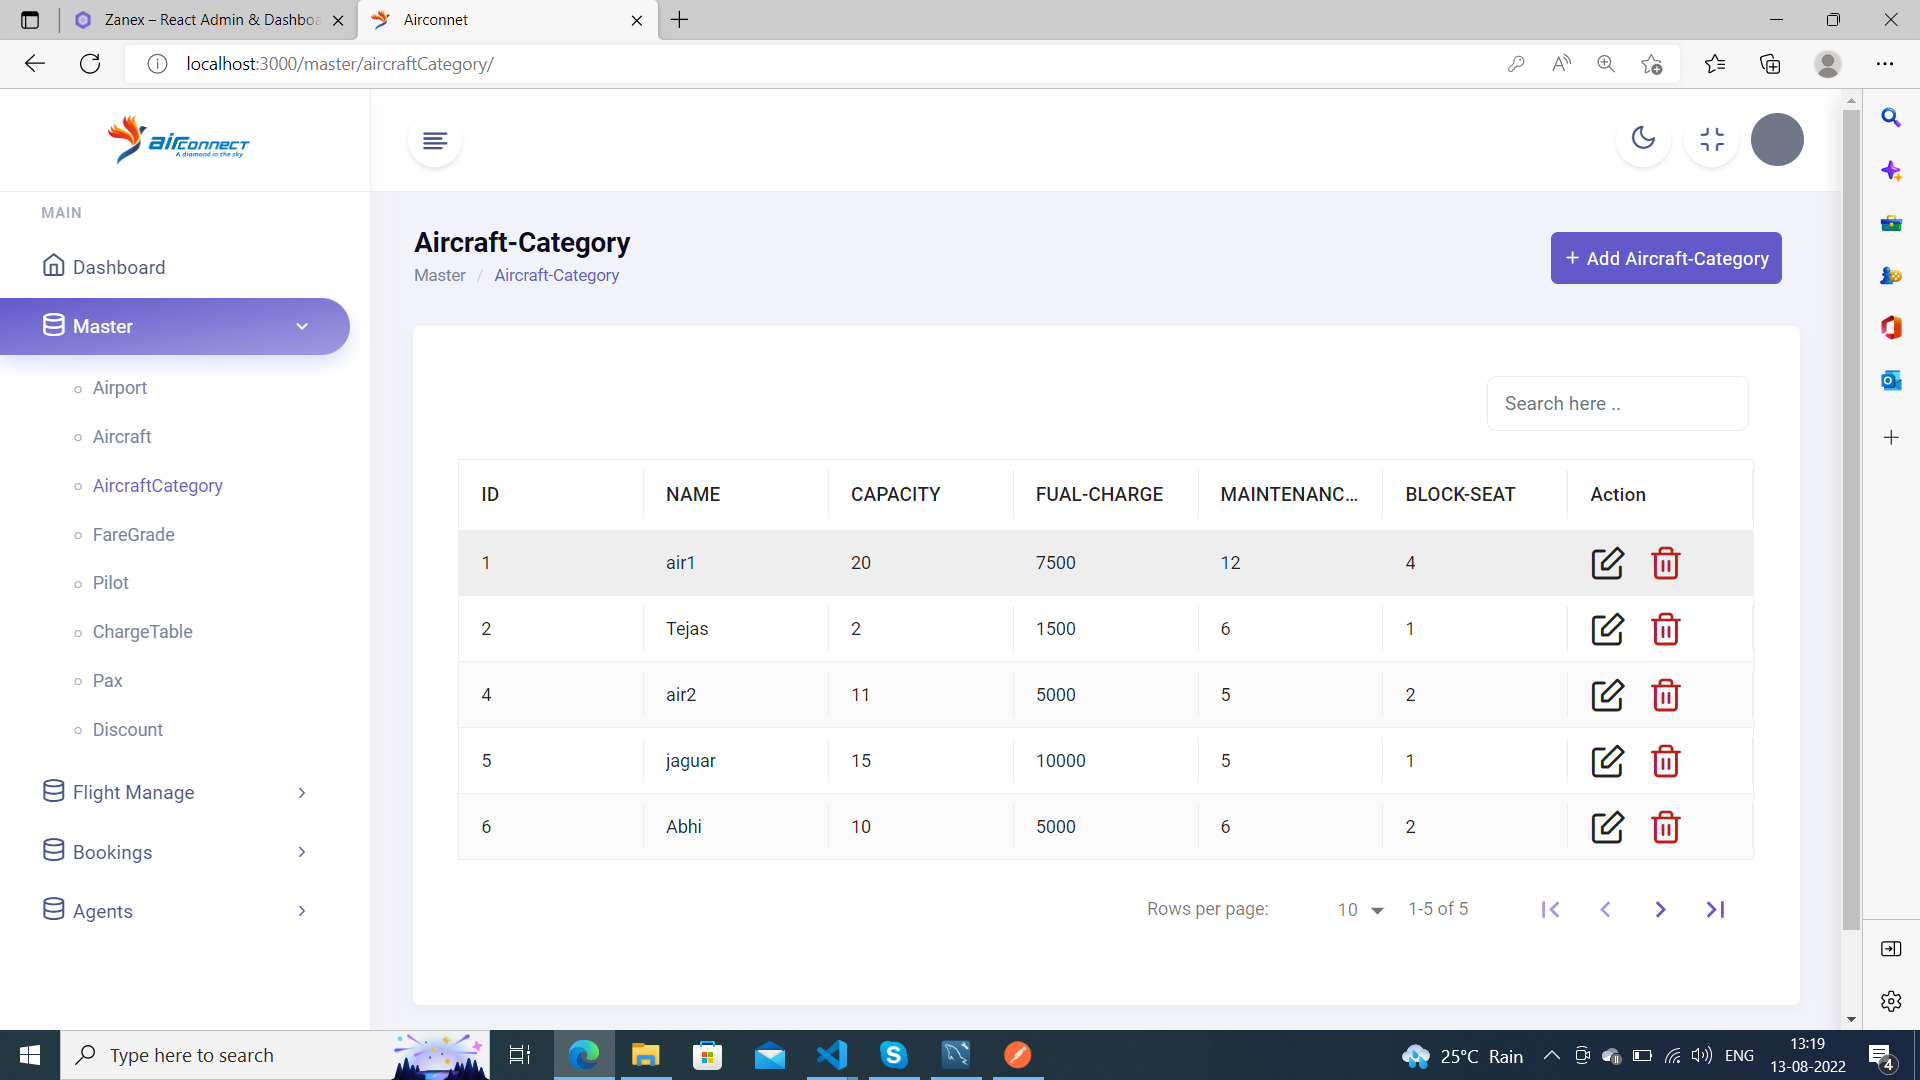 Zanex – React Admin & Dashboa
Airconnet
localhost:3000/master/aircraftCategory/
airconnect
A diamond in the sky
MAIN
Dashboard
Master
Airport
Aircraft
AircraftCategory
FareGrade
Pilot
ChargeTable
Pax
Discount
Flight Manage
Bookings
Agents
Aircraft-Category
Master / Aircraft-Category
+ Add Aircraft-Category
Search here ..
ID NAME CAPACITY FUAL-CHARGE MAINTENANC... BLOCK-SEAT Action
1 air1 20 7500 12 4
2 Tejas 2 1500 6 1
4 air2 11 5000 5 2
5 jaguar 15 10000 5 1
6 Abhi 10 5000 6 2
Rows per page: 10 1-5 of 5
Type here to search
25°C Rain
ENG
13:19
13-08-2022
4